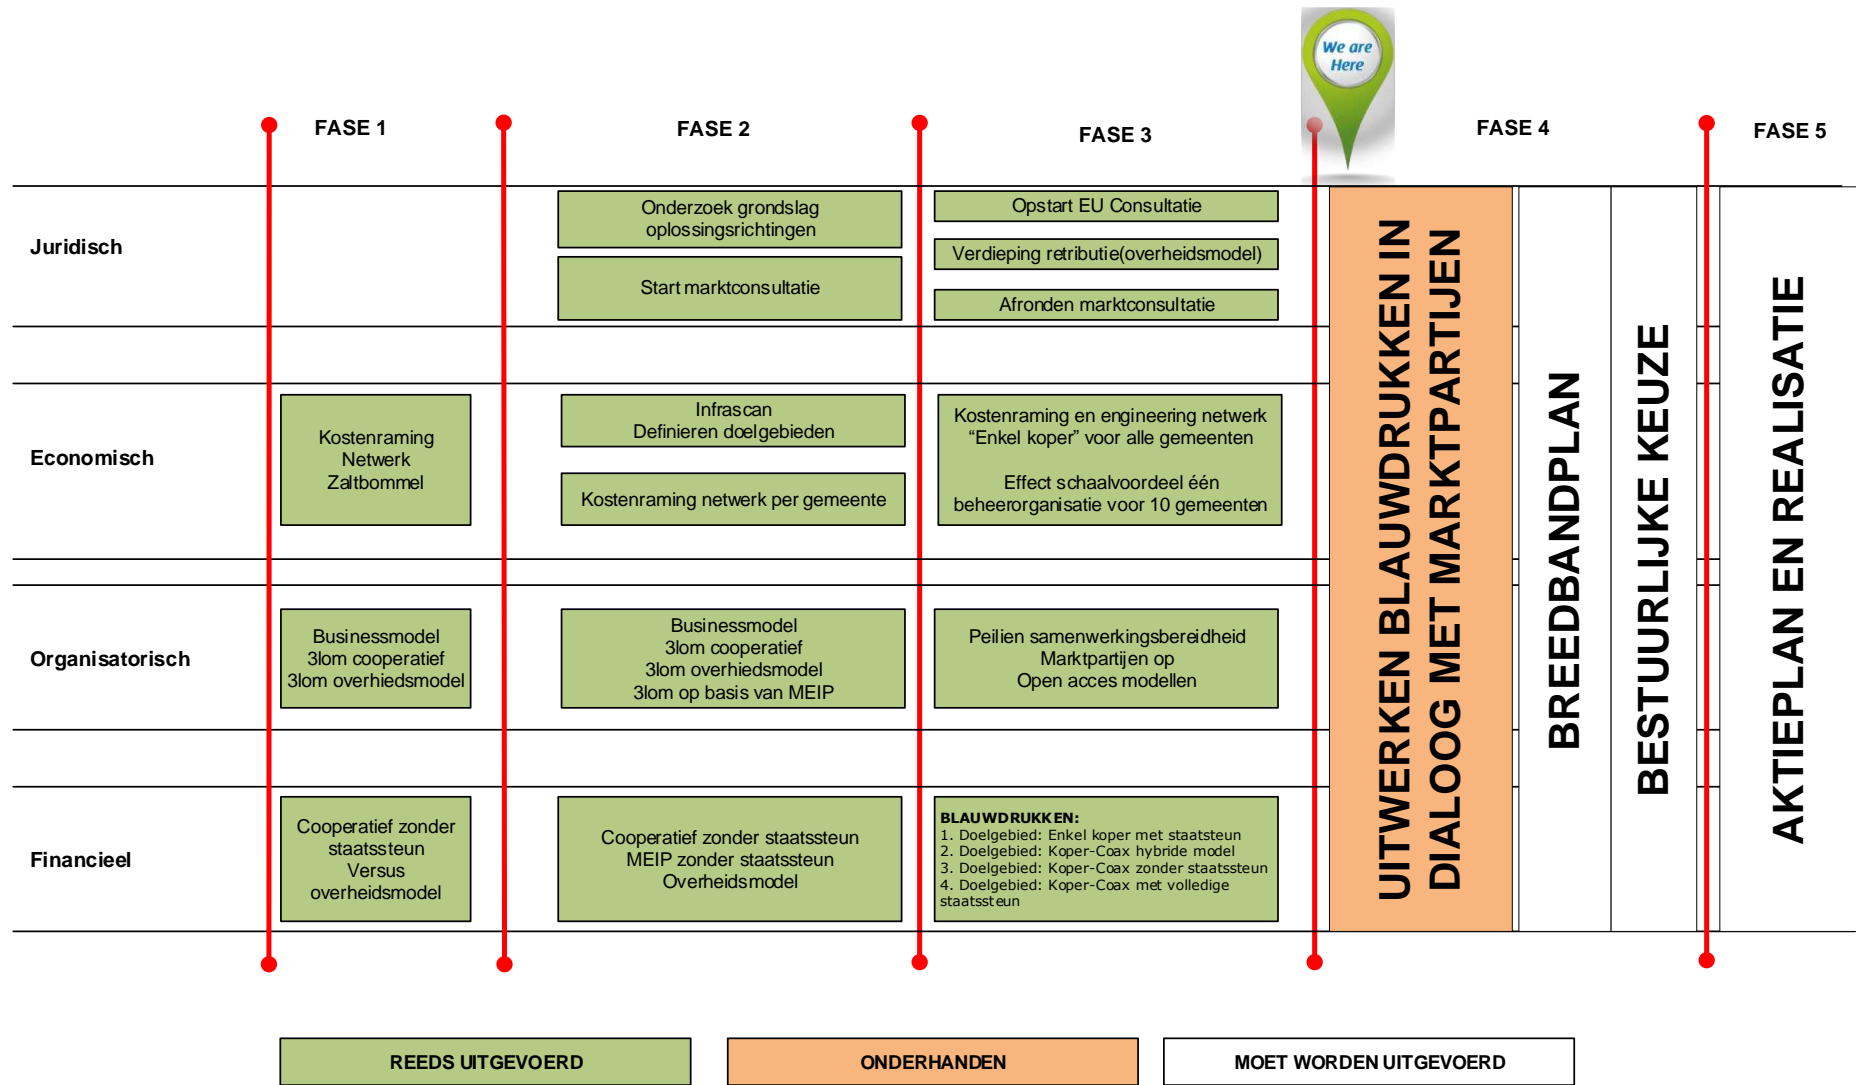 We are
Here
FASE 1
FASE 2
FASE 3
FASE 4
FASE 5
Juridisch
Onderzoek grondslag
oplossingsrichtingen
Start marktconsultatie
Opstart EU Consultatie
Verdieping retributie(overheidsmodel)
Afronden marktconsultatie
Economisch
Kostenraming
Netwerk
Zaltbommel
Infrascan
Definieren doelgebieden
Kostenraming netwerk per gemeente
Kostenraming en engineering netwerk
“Enkel koper” voor alle gemeenten
Effect schaalvoordeel één
beheerorganisatie voor 10 gemeenten
Organisatorisch
Businessmodel
3lom cooperatief
3lom overhiedsmodel
Businessmodel
3lom cooperatief
3lom overhiedsmodel
3lom op basis van MEIP
Peilien samenwerkingsbereidheid
Marktpartijen op
Open acces modellen
Financieel
Cooperatief zonder
staatssteun
Versus
overheidsmodel
Cooperatief zonder staatssteun
MEIP zonder staatssteun
Overheidsmodel
BLAUWDRUKKEN:
1. Doelgebied: Enkel koper met staatsteun
2. Doelgebied: Koper-Coax hybride model
3. Doelgebied: Koper-Coax zonder staatssteun
4. Doelgebied: Koper-Coax met volledige
staatssteun
UITWERKEN BLAUWDRUKKEN IN
DIALOOG MET MARKTPARTIJEN
BREEDBANDPLAN
BESTUURLIJKE KEUZE
AKTIEPLAN EN REALISATIE
REEDS UITGEVOERD
ONDERHANDEN
MOET WORDEN UITGEVOERD